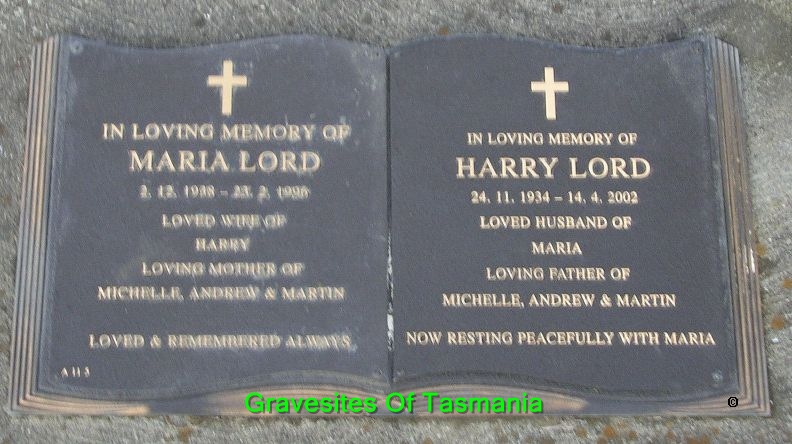 IN LOVING MEMORY OF
MARIA LORD
LOVED WIFE OF
HARRY
LOVING MOTHER OF
MICHELLE, ANDREW & MARTIN
LOVED & REMEMBERED ALWAYS
IN LOVING MEMORY OF
HARRY LORD
24. 11. 1934 – 14. 4. 2002
LOVED HUSBAND OF
MARIA
LOVING FATHER OF
MICHELLE, ANDREW & MARTIN
NOW RESTING PEACEFULLY WITH MARIA
Gravesites Of Tasmania
©